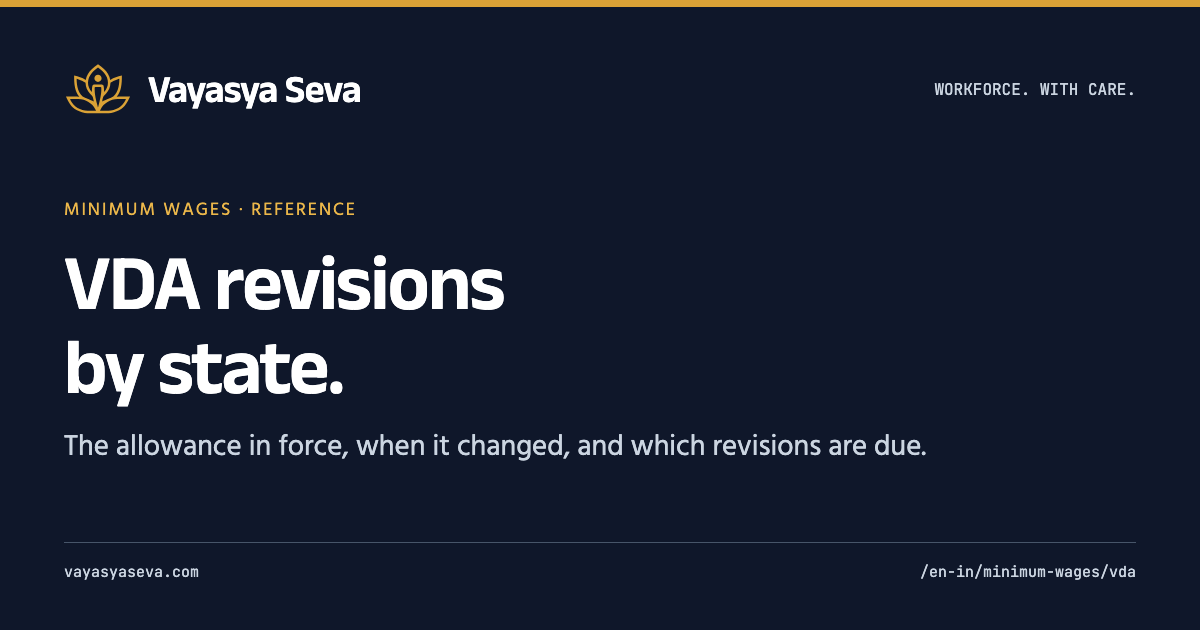 Vayasya Seva
WORKFORCE. WITH CARE.
MINIMUM WAGES · REFERENCE
VDA revisions
by state.
The allowance in force, when it changed, and which revisions are due.
vayasyaseva.com
/en-in/minimum-wages/vda